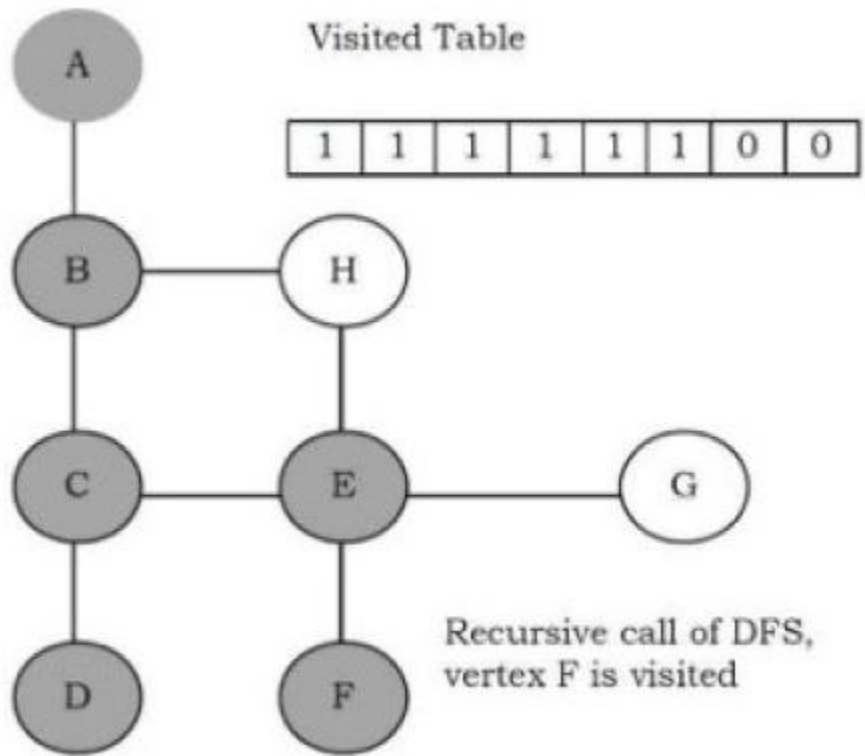 A
Visited Table
1 1 1 1 1 1 0 0
B
H
C
E
G
Recursive call of DFS,
vertex F is visited
D
F